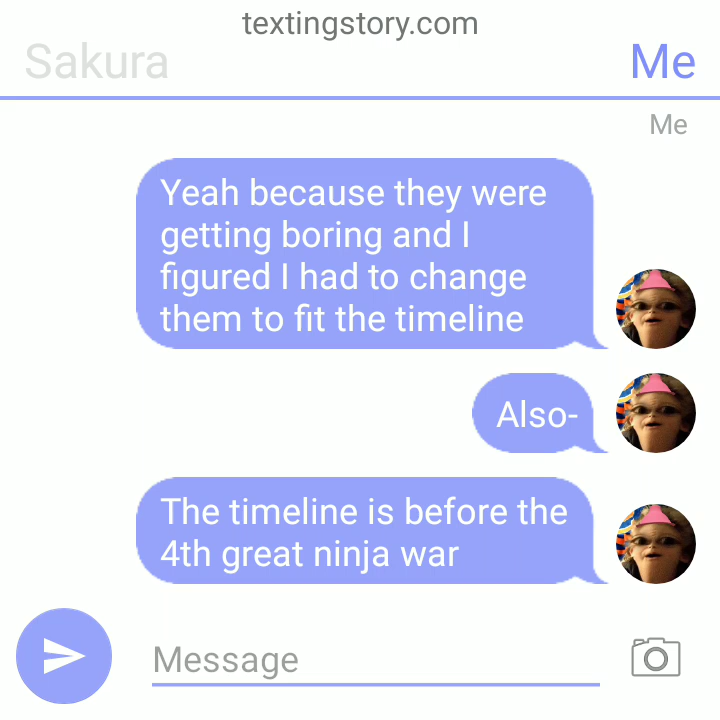 textingstory.com
Sakura
Me
Me
Yeah because they were
getting boring and I
figured I had to change
them to fit the timeline
Also-
The timeline is before the
4th great ninja war
Message